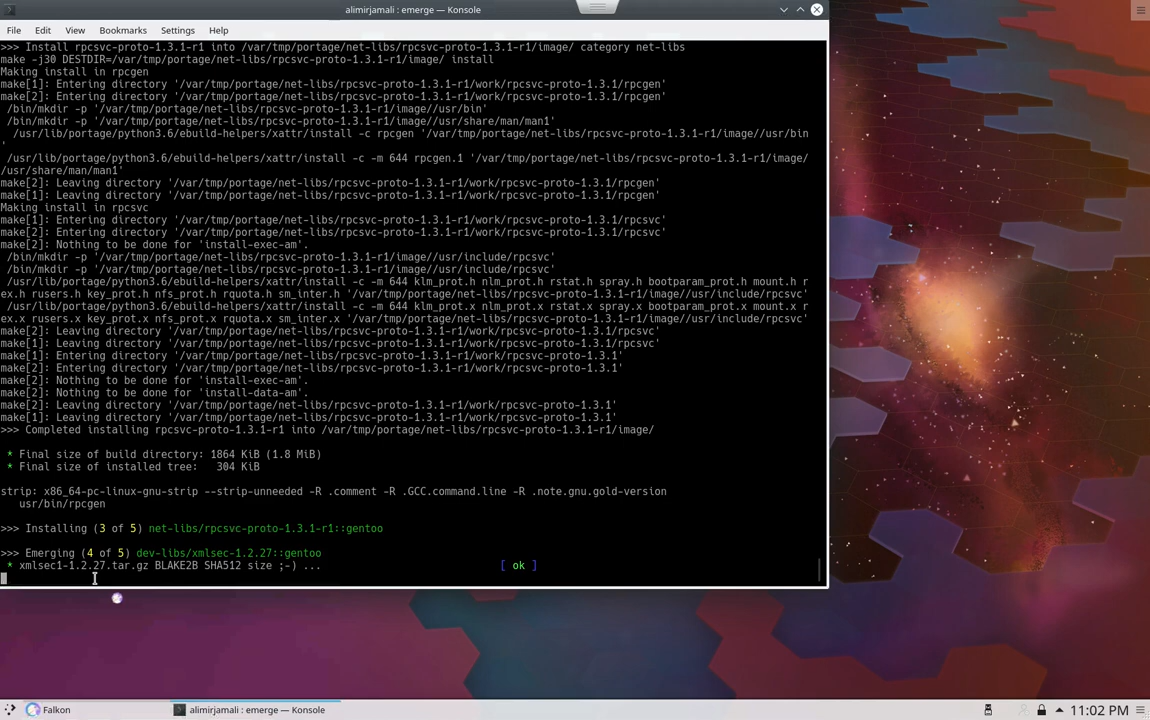 alimirjamali : emerge — Konsole
File Edit View Bookmarks Settings Help
>>> Install rpcsvc-proto-1.3.1-r1 into /var/tmp/portage/net-libs/rpcsvc-proto-1.3.1-r1/image/ category net-libs
make -j30 DESTDIR=/var/tmp/portage/net-libs/rpcsvc-proto-1.3.1-r1/image/ install
Making install in rpcgen
make[1]: Entering directory '/var/tmp/portage/net-libs/rpcsvc-proto-1.3.1-r1/work/rpcsvc-proto-1.3.1/rpcgen'
make[2]: Entering directory '/var/tmp/portage/net-libs/rpcsvc-proto-1.3.1-r1/work/rpcsvc-proto-1.3.1/rpcgen'
/bin/mkdir -p '/var/tmp/portage/net-libs/rpcsvc-proto-1.3.1-r1/image//usr/bin'
/bin/mkdir -p '/var/tmp/portage/net-libs/rpcsvc-proto-1.3.1-r1/image//usr/share/man/man1'
/usr/lib/portage/python3.6/ebuild-helpers/xattr/install -c rpcgen '/var/tmp/portage/net-libs/rpcsvc-proto-1.3.1-r1/image//usr/bin
'
/usr/lib/portage/python3.6/ebuild-helpers/xattr/install -c -m 644 rpcgen.1 '/var/tmp/portage/net-libs/rpcsvc-proto-1.3.1-r1/image/
/usr/share/man/man1'
make[2]: Leaving directory '/var/tmp/portage/net-libs/rpcsvc-proto-1.3.1-r1/work/rpcsvc-proto-1.3.1/rpcgen'
make[1]: Leaving directory '/var/tmp/portage/net-libs/rpcsvc-proto-1.3.1-r1/work/rpcsvc-proto-1.3.1/rpcgen'
Making install in rpcsvc
make[1]: Entering directory '/var/tmp/portage/net-libs/rpcsvc-proto-1.3.1-r1/work/rpcsvc-proto-1.3.1/rpcsvc'
make[2]: Entering directory '/var/tmp/portage/net-libs/rpcsvc-proto-1.3.1-r1/work/rpcsvc-proto-1.3.1/rpcsvc'
make[2]: Nothing to be done for 'install-exec-am'.
/bin/mkdir -p '/var/tmp/portage/net-libs/rpcsvc-proto-1.3.1-r1/image//usr/include/rpcsvc'
/bin/mkdir -p '/var/tmp/portage/net-libs/rpcsvc-proto-1.3.1-r1/image//usr/include/rpcsvc'
/usr/lib/portage/python3.6/ebuild-helpers/xattr/install -c -m 644 klm_prot.h nlm_prot.h rstat.h spray.h bootparam_prot.h mount.h r
ex.h rusers.h key_prot.h nfs_prot.h rquota.h sm_inter.h '/var/tmp/portage/net-libs/rpcsvc-proto-1.3.1-r1/image//usr/include/rpcsvc'
/usr/lib/portage/python3.6/ebuild-helpers/xattr/install -c -m 644 klm_prot.x nlm_prot.x rstat.x spray.x bootparam_prot.x mount.x r
ex.x rusers.x key_prot.x nfs_prot.x rquota.x sm_inter.x '/var/tmp/portage/net-libs/rpcsvc-proto-1.3.1-r1/image//usr/include/rpcsvc'
make[2]: Leaving directory '/var/tmp/portage/net-libs/rpcsvc-proto-1.3.1-r1/work/rpcsvc-proto-1.3.1/rpcsvc'
make[1]: Leaving directory '/var/tmp/portage/net-libs/rpcsvc-proto-1.3.1-r1/work/rpcsvc-proto-1.3.1/rpcsvc'
make[1]: Entering directory '/var/tmp/portage/net-libs/rpcsvc-proto-1.3.1-r1/work/rpcsvc-proto-1.3.1'
make[2]: Entering directory '/var/tmp/portage/net-libs/rpcsvc-proto-1.3.1-r1/work/rpcsvc-proto-1.3.1'
make[2]: Nothing to be done for 'install-exec-am'.
make[2]: Nothing to be done for 'install-data-am'.
make[2]: Leaving directory '/var/tmp/portage/net-libs/rpcsvc-proto-1.3.1-r1/work/rpcsvc-proto-1.3.1'
make[1]: Leaving directory '/var/tmp/portage/net-libs/rpcsvc-proto-1.3.1-r1/work/rpcsvc-proto-1.3.1'
>>> Completed installing rpcsvc-proto-1.3.1-r1 into /var/tmp/portage/net-libs/rpcsvc-proto-1.3.1-r1/image/
* Final size of build directory: 1864 KiB (1.8 MiB)
* Final size of installed tree: 304 KiB
strip: x86_64-pc-linux-gnu-strip --strip-unneeded -R .comment -R .GCC.command.line -R .note.gnu.gold-version
usr/bin/rpcgen
>>> Installing (3 of 5) net-libs/rpcsvc-proto-1.3.1-r1::gentoo
>>> Emerging (4 of 5) dev-libs/xmlsec-1.2.27::gentoo
* xmlsec1-1.2.27.tar.gz BLAKE2B SHA512 size ;-) ... [ ok ]
Falkon
alimirjamali : emerge — Konsole
11:02 PM